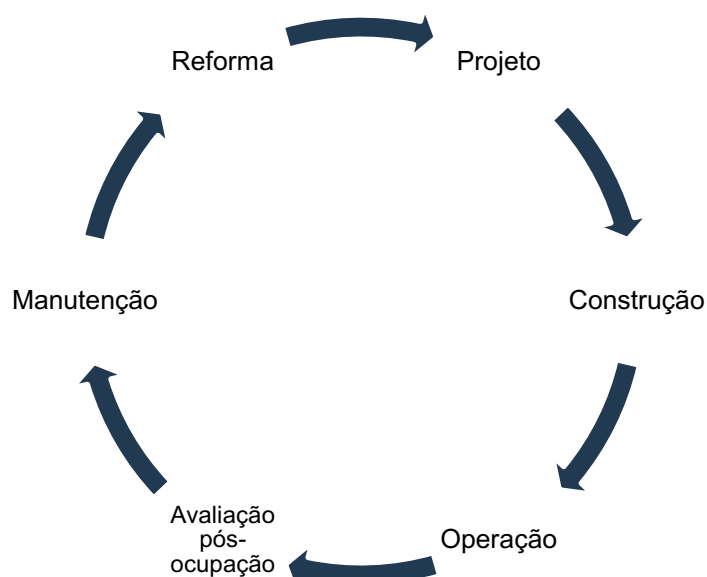 Reforma
Projeto
Manutenção
Construção
Avaliação
pós-
ocupação
Operação